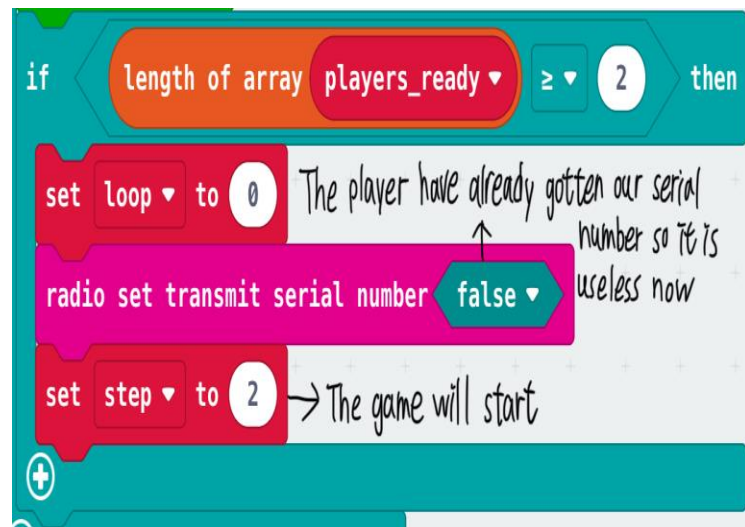 if length of array players_ready ≥ 2 then
set loop to 0
The player have already gotten our serial
number so it is
useless now
radio set transmit serial number false
set step to 2
→ The game will start